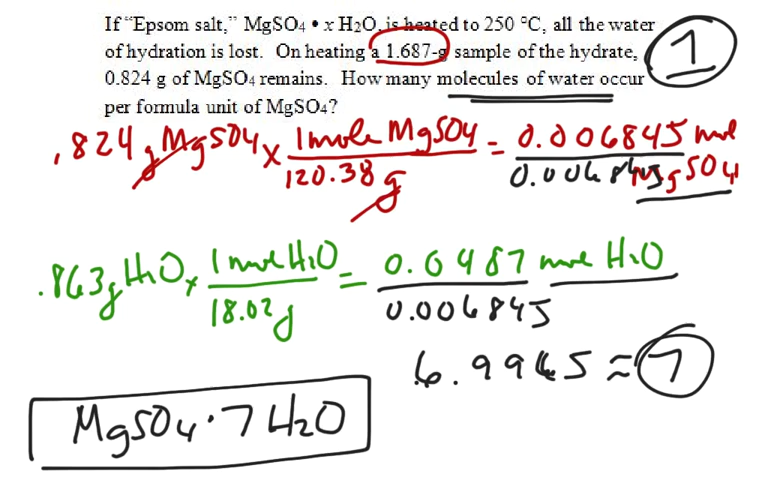 If "Epsom salt," MgSO4 • x H2O, is heated to 250 °C, all the water
of hydration is lost. On heating a 1.687-g sample of the hydrate,
0.824 g of MgSO4 remains. How many molecules of water occur
per formula unit of MgSO4?
1
.824 g MgSO4 x 1 mole MgSO4 / 120.38 g = 0.006845 mol MgSO4 / 0.006845
1
.863 g H2O x 1 mole H2O / 18.02 g = 0.0487 mole H2O / 0.006845
6.9965 ≈ 7
MgSO4 · 7 H2O